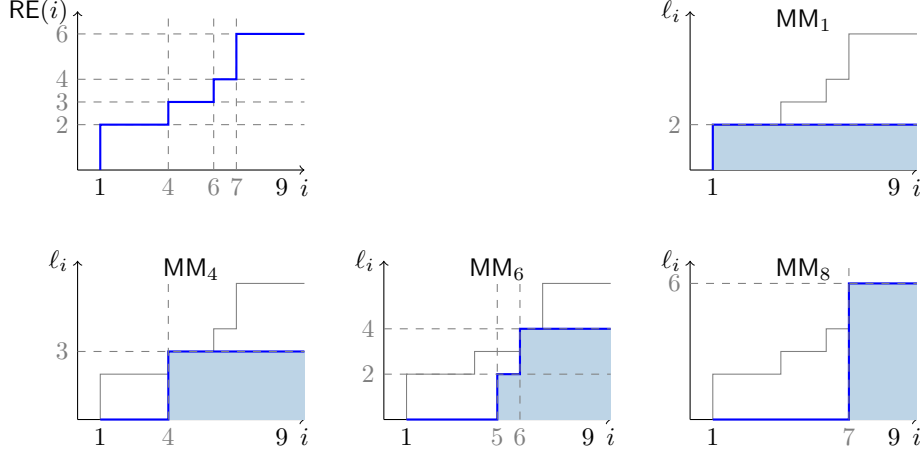 RE(i)
6
4
3
2
1 4 6 7 9 i
MM₁
ℓᵢ
2
1 9 i
MM₄
ℓᵢ
3
1 4 9 i
MM₆
ℓᵢ
4
2
1 5 6 9 i
MM₈
ℓᵢ
6
1 7 9 i